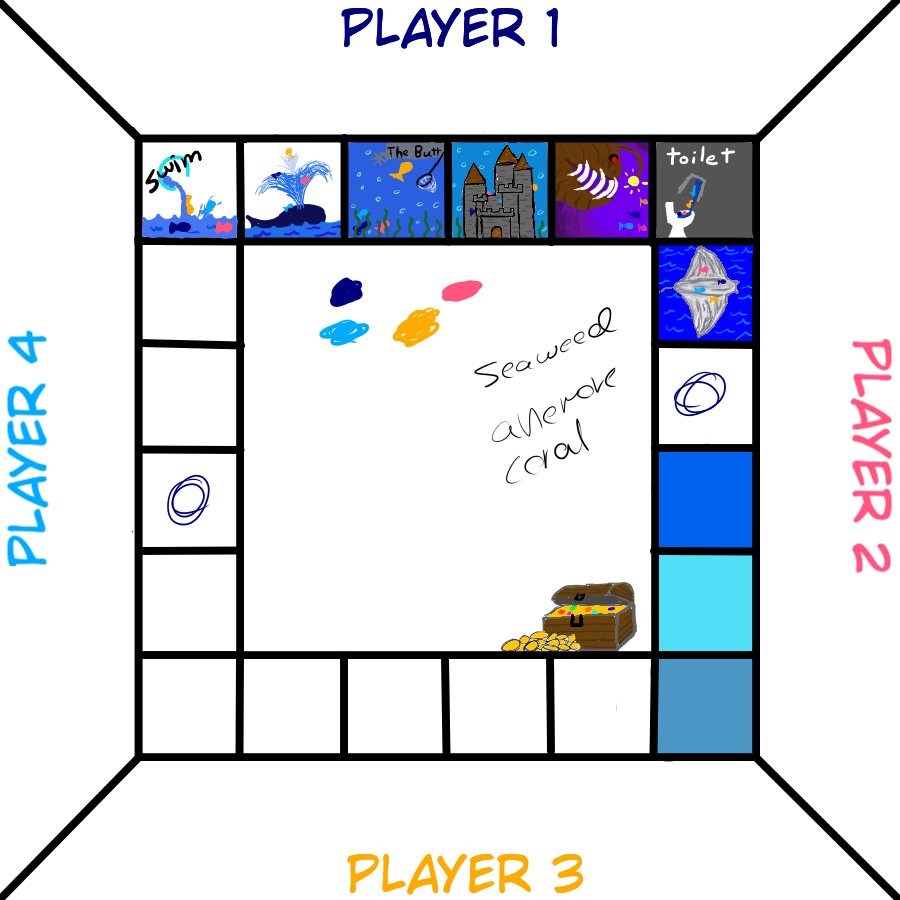 PLAYER 1
swim
The Butt
toilet
Seaweed
anemone
coral
PLAYER 4
PLAYER 2
PLAYER 3